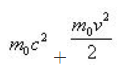 m₀c² + m₀v²/2